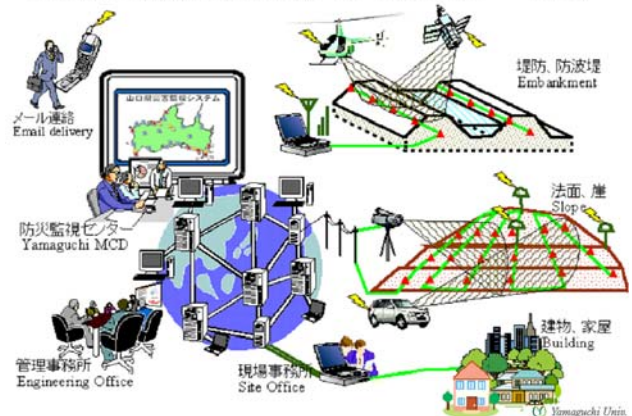 メール連絡
Email delivery
山口県災害監視システム
堤防、防波堤
Embankment
法面、崖
Slope
防災監視センター
Yamaguchi MCD
建物、家屋
Building
管理事務所
Engineering Office
現場事務所
Site Office
Yamaguchi Univ.